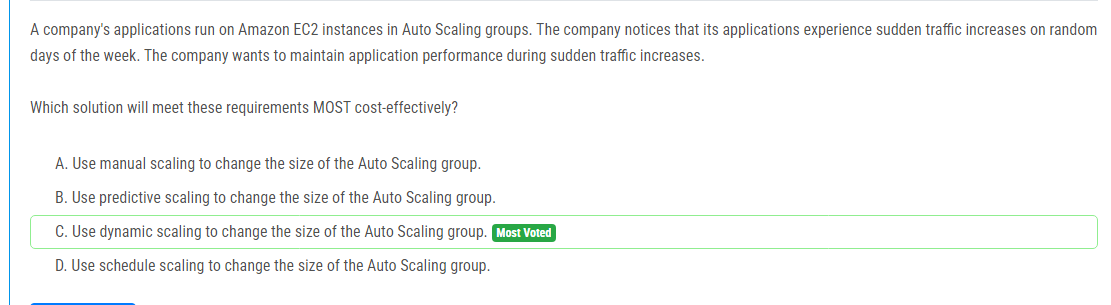 A company's applications run on Amazon EC2 instances in Auto Scaling groups. The company notices that its applications experience sudden traffic increases on random
days of the week. The company wants to maintain application performance during sudden traffic increases.
Which solution will meet these requirements MOST cost-effectively?
A. Use manual scaling to change the size of the Auto Scaling group.
B. Use predictive scaling to change the size of the Auto Scaling group.
C. Use dynamic scaling to change the size of the Auto Scaling group. Most Voted
D. Use schedule scaling to change the size of the Auto Scaling group.